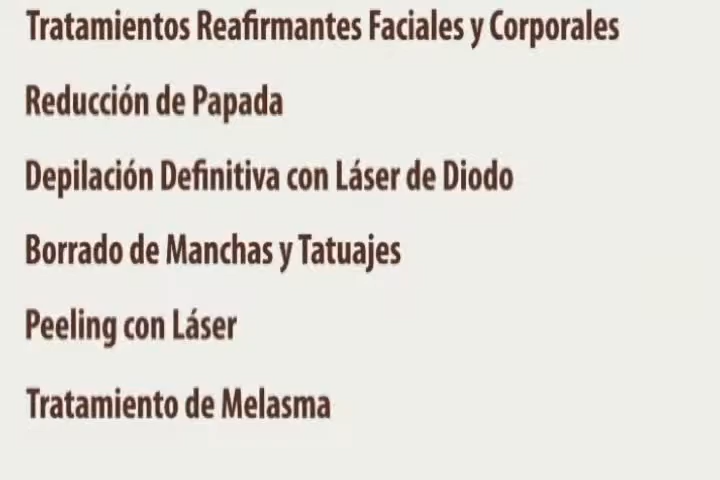 Tratamientos Reafirmantes Faciales y Corporales
Reducción de Papada
Depilación Definitiva con Láser de Diodo
Borrado de Manchas y Tatuajes
Peeling con Láser
Tratamiento de Melasma